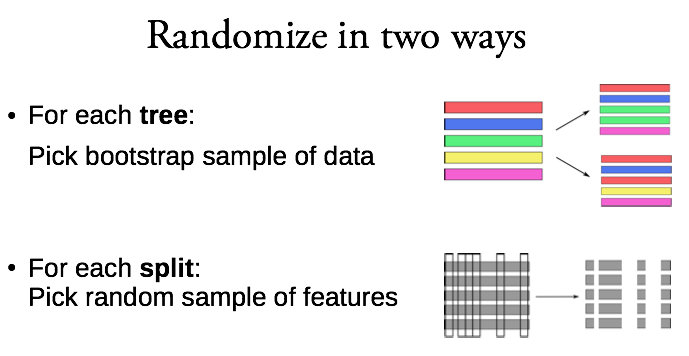 Randomize in two ways
• For each tree:
Pick bootstrap sample of data
• For each split:
Pick random sample of features